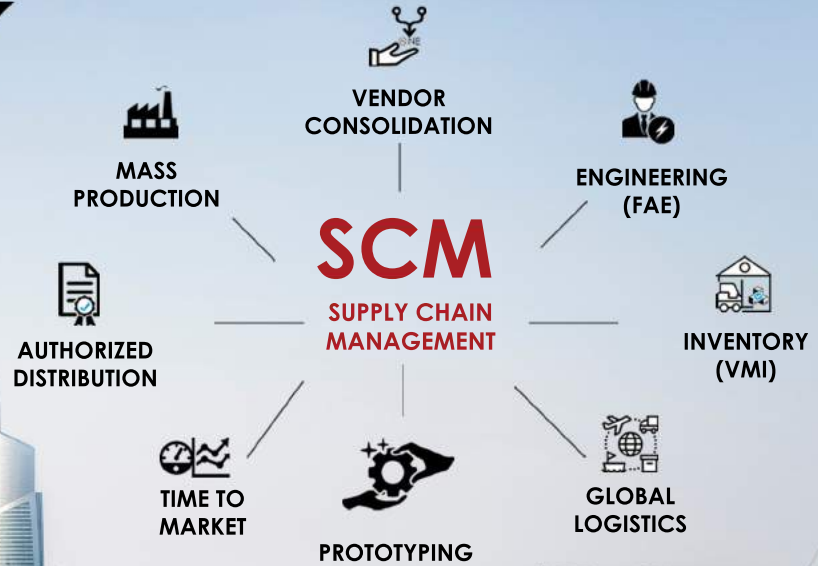 VENDOR
CONSOLIDATION
MASS
PRODUCTION
ENGINEERING
(FAE)
SCM
SUPPLY CHAIN
MANAGEMENT
AUTHORIZED
DISTRIBUTION
INVENTORY
(VMI)
TIME TO
MARKET
PROTOTYPING
GLOBAL
LOGISTICS